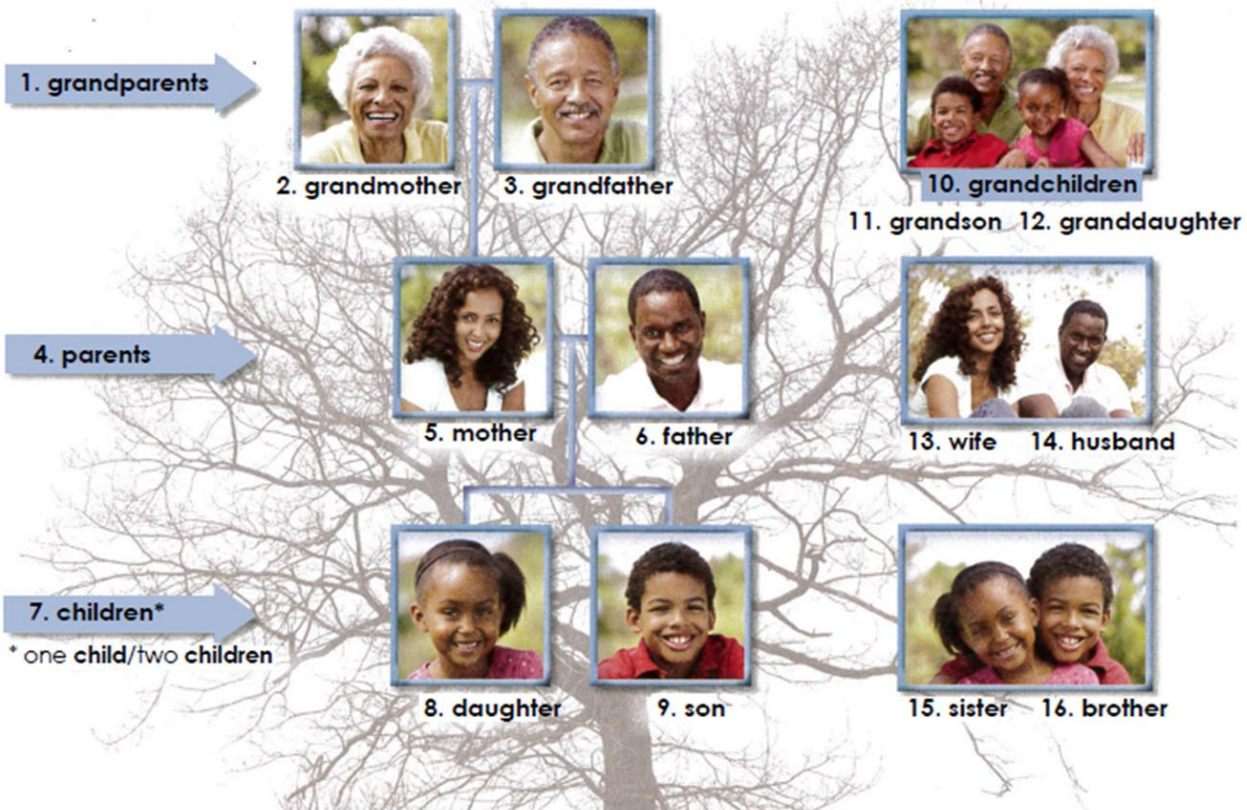 1. grandparents
2. grandmother
3. grandfather
10. grandchildren
11. grandson 12. granddaughter
4. parents
5. mother
6. father
13. wife 14. husband
7. children*
* one child/two children
8. daughter
9. son
15. sister 16. brother